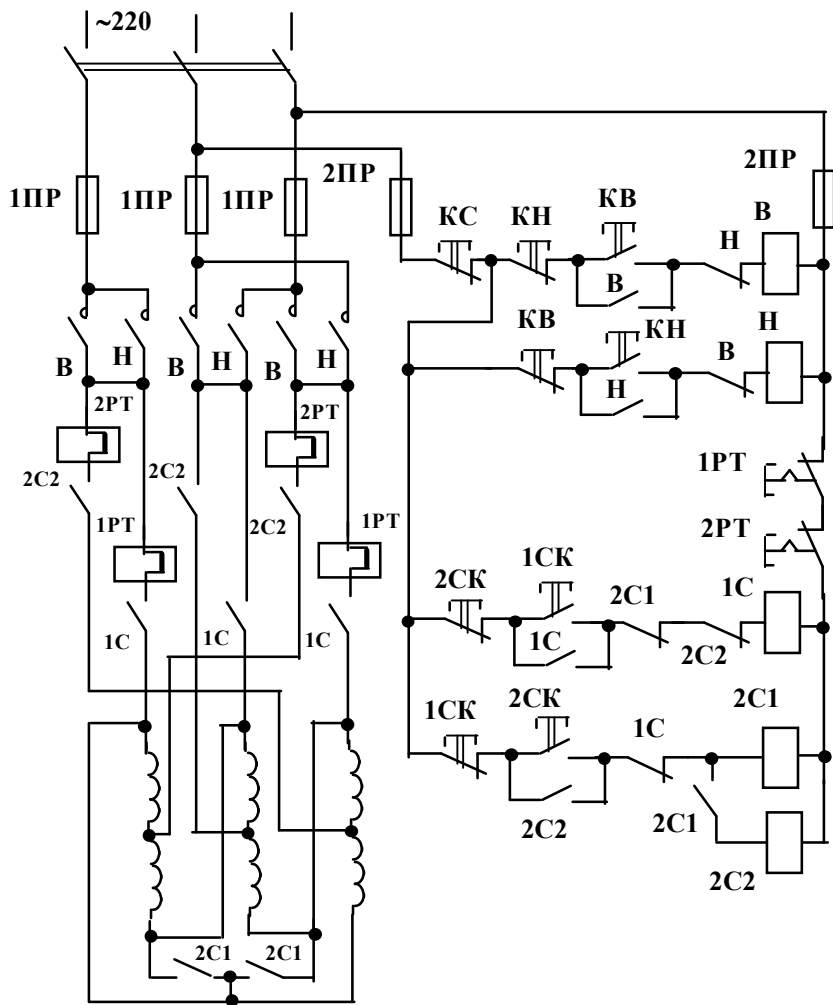 ~220
1ПР
1ПР
1ПР
2ПР
2ПР
КС
КН
КВ
В
Н
В
КВ
КН
Н
В
Н
В
Н
В
Н
В
Н
2РТ
2РТ
2С2
2С2
2С2
1РТ
1РТ
1РТ
2РТ
1С
1С
1С
2СК
1СК
2С1
1С
1С
2С2
1СК
2СК
1С
2С1
2С2
2С1
2С2
2С1
2С1